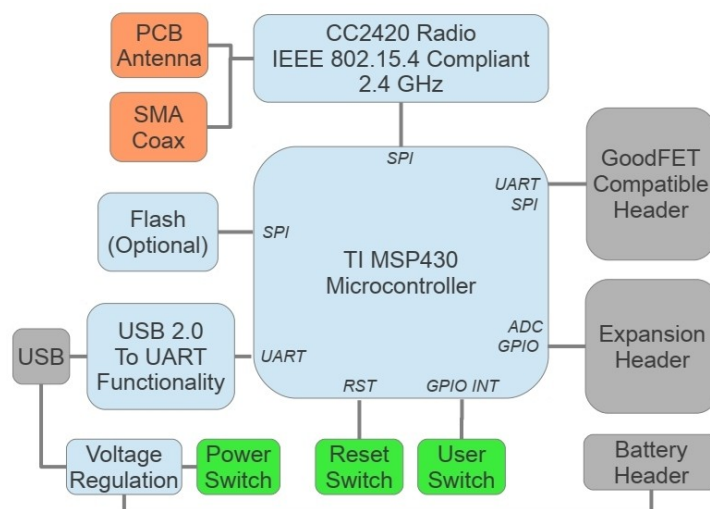 PCB
Antenna
CC2420 Radio
IEEE 802.15.4 Compliant
2.4 GHz
SMA
Coax
SPI
UART
SPI
GoodFET
Compatible
Header
Flash
(Optional)
SPI
TI MSP430
Microcontroller
USB
USB 2.0
To UART
Functionality
UART
ADC
GPIO
Expansion
Header
RST
GPIO INT
Voltage
Regulation
Power
Switch
Reset
Switch
User
Switch
Battery
Header